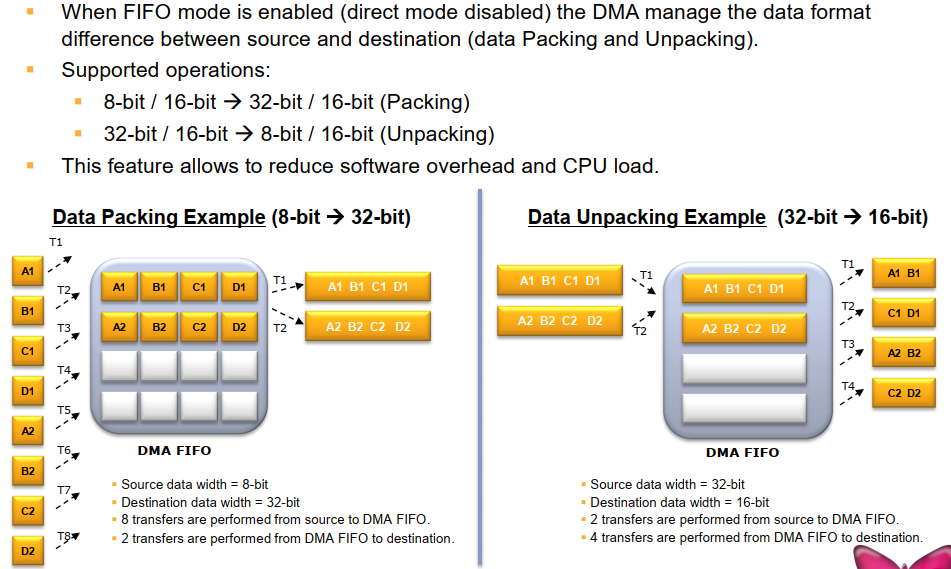 When FIFO mode is enabled (direct mode disabled) the DMA manage the data format
difference between source and destination (data Packing and Unpacking).
Supported operations:
8-bit / 16-bit → 32-bit / 16-bit (Packing)
32-bit / 16-bit → 8-bit / 16-bit (Unpacking)
This feature allows to reduce software overhead and CPU load.
Data Packing Example (8-bit → 32-bit)
T1
A1
T2
B1
T3
C1
T4
D1
T5
A2
T6
B2
T7
C2
T8
D2
A1 B1 C1 D1
A2 B2 C2 D2
DMA FIFO
T1
A1 B1 C1 D1
T2
A2 B2 C2 D2
Source data width = 8-bit
Destination data width = 32-bit
8 transfers are performed from source to DMA FIFO.
2 transfers are performed from DMA FIFO to destination.
Data Unpacking Example (32-bit → 16-bit)
A1 B1 C1 D1
T1
A2 B2 C2 D2
T2
A1 B1 C1 D1
A2 B2 C2 D2
DMA FIFO
T1
A1 B1
T2
C1 D1
T3
A2 B2
T4
C2 D2
Source data width = 32-bit
Destination data width = 16-bit
2 transfers are performed from source to DMA FIFO.
4 transfers are performed from DMA FIFO to destination.